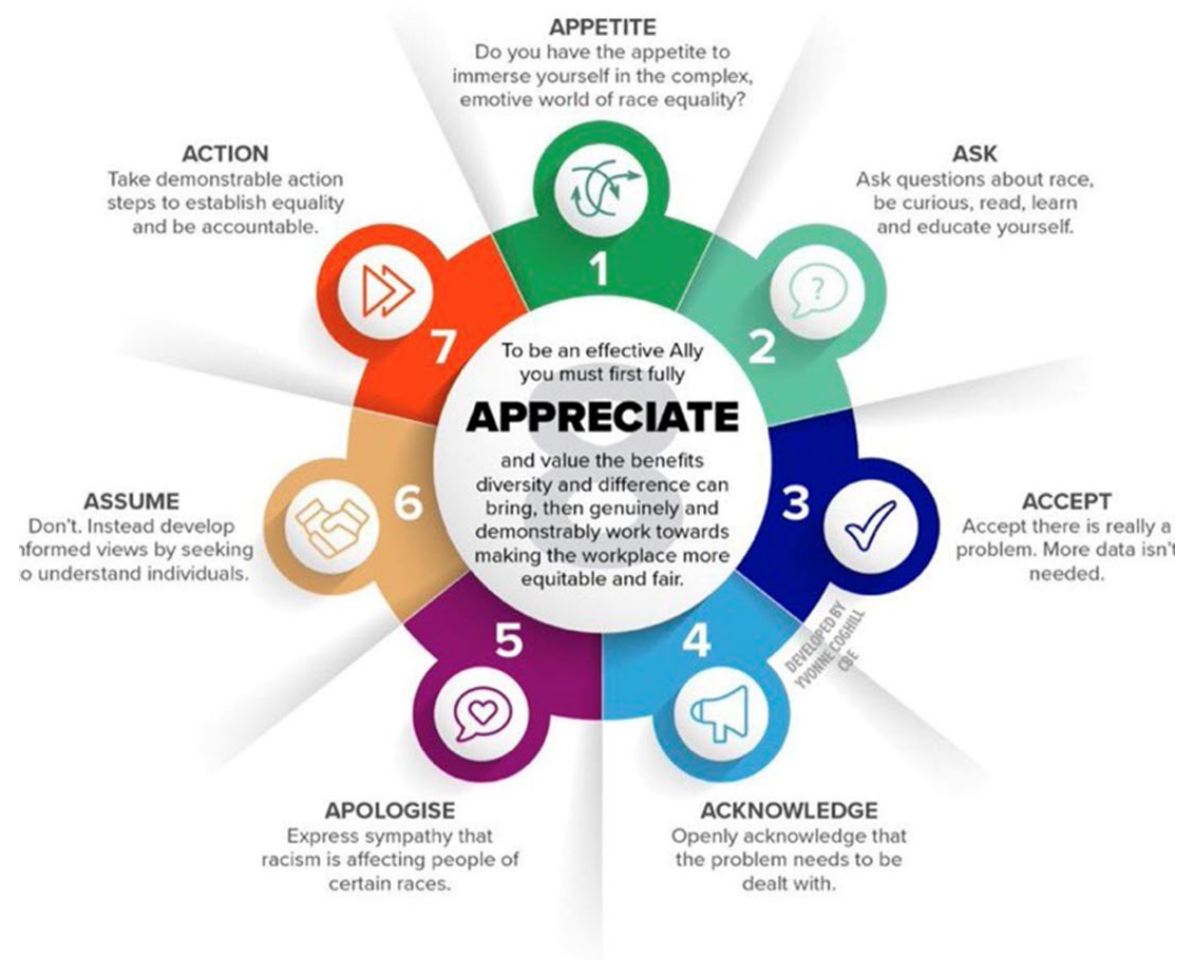 APPETITE
Do you have the appetite to
immerse yourself in the complex,
emotive world of race equality?
1
ASK
Ask questions about race,
be curious, read, learn
and educate yourself.
2
ACCEPT
Accept there is really a
problem. More data isn't
needed.
3
DEVELOPED BY
YVONNE COGHILL
CBE
ACKNOWLEDGE
Openly acknowledge that
the problem needs to be
dealt with.
4
APOLOGISE
Express sympathy that
racism is affecting people of
certain races.
5
ASSUME
Don't. Instead develop
nformed views by seeking
o understand individuals.
6
ACTION
Take demonstrable action
steps to establish equality
and be accountable.
7
8
To be an effective Ally
you must first fully
APPRECIATE
and value the benefits
diversity and difference can
bring, then genuinely and
demonstrably work towards
making the workplace more
equitable and fair.
?